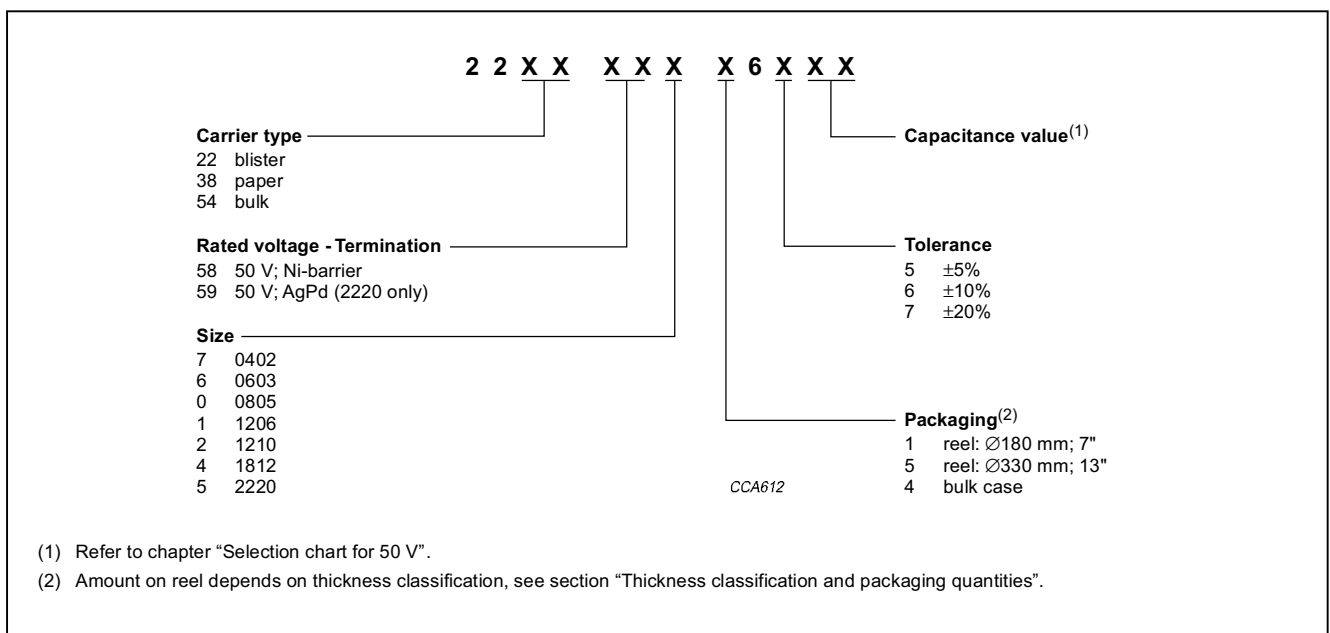 2 2 X X X X X X 6 X X X
Carrier type
22 blister
38 paper
54 bulk
Rated voltage - Termination
58 50 V; Ni-barrier
59 50 V; AgPd (2220 only)
Size
7 0402
6 0603
0 0805
1 1206
2 1210
4 1812
5 2220
Capacitance value(1)
Tolerance
5 ±5%
6 ±10%
7 ±20%
Packaging(2)
1 reel: ∅180 mm; 7"
5 reel: ∅330 mm; 13"
4 bulk case
CCA612
(1) Refer to chapter “Selection chart for 50 V”.
(2) Amount on reel depends on thickness classification, see section “Thickness classification and packaging quantities”.